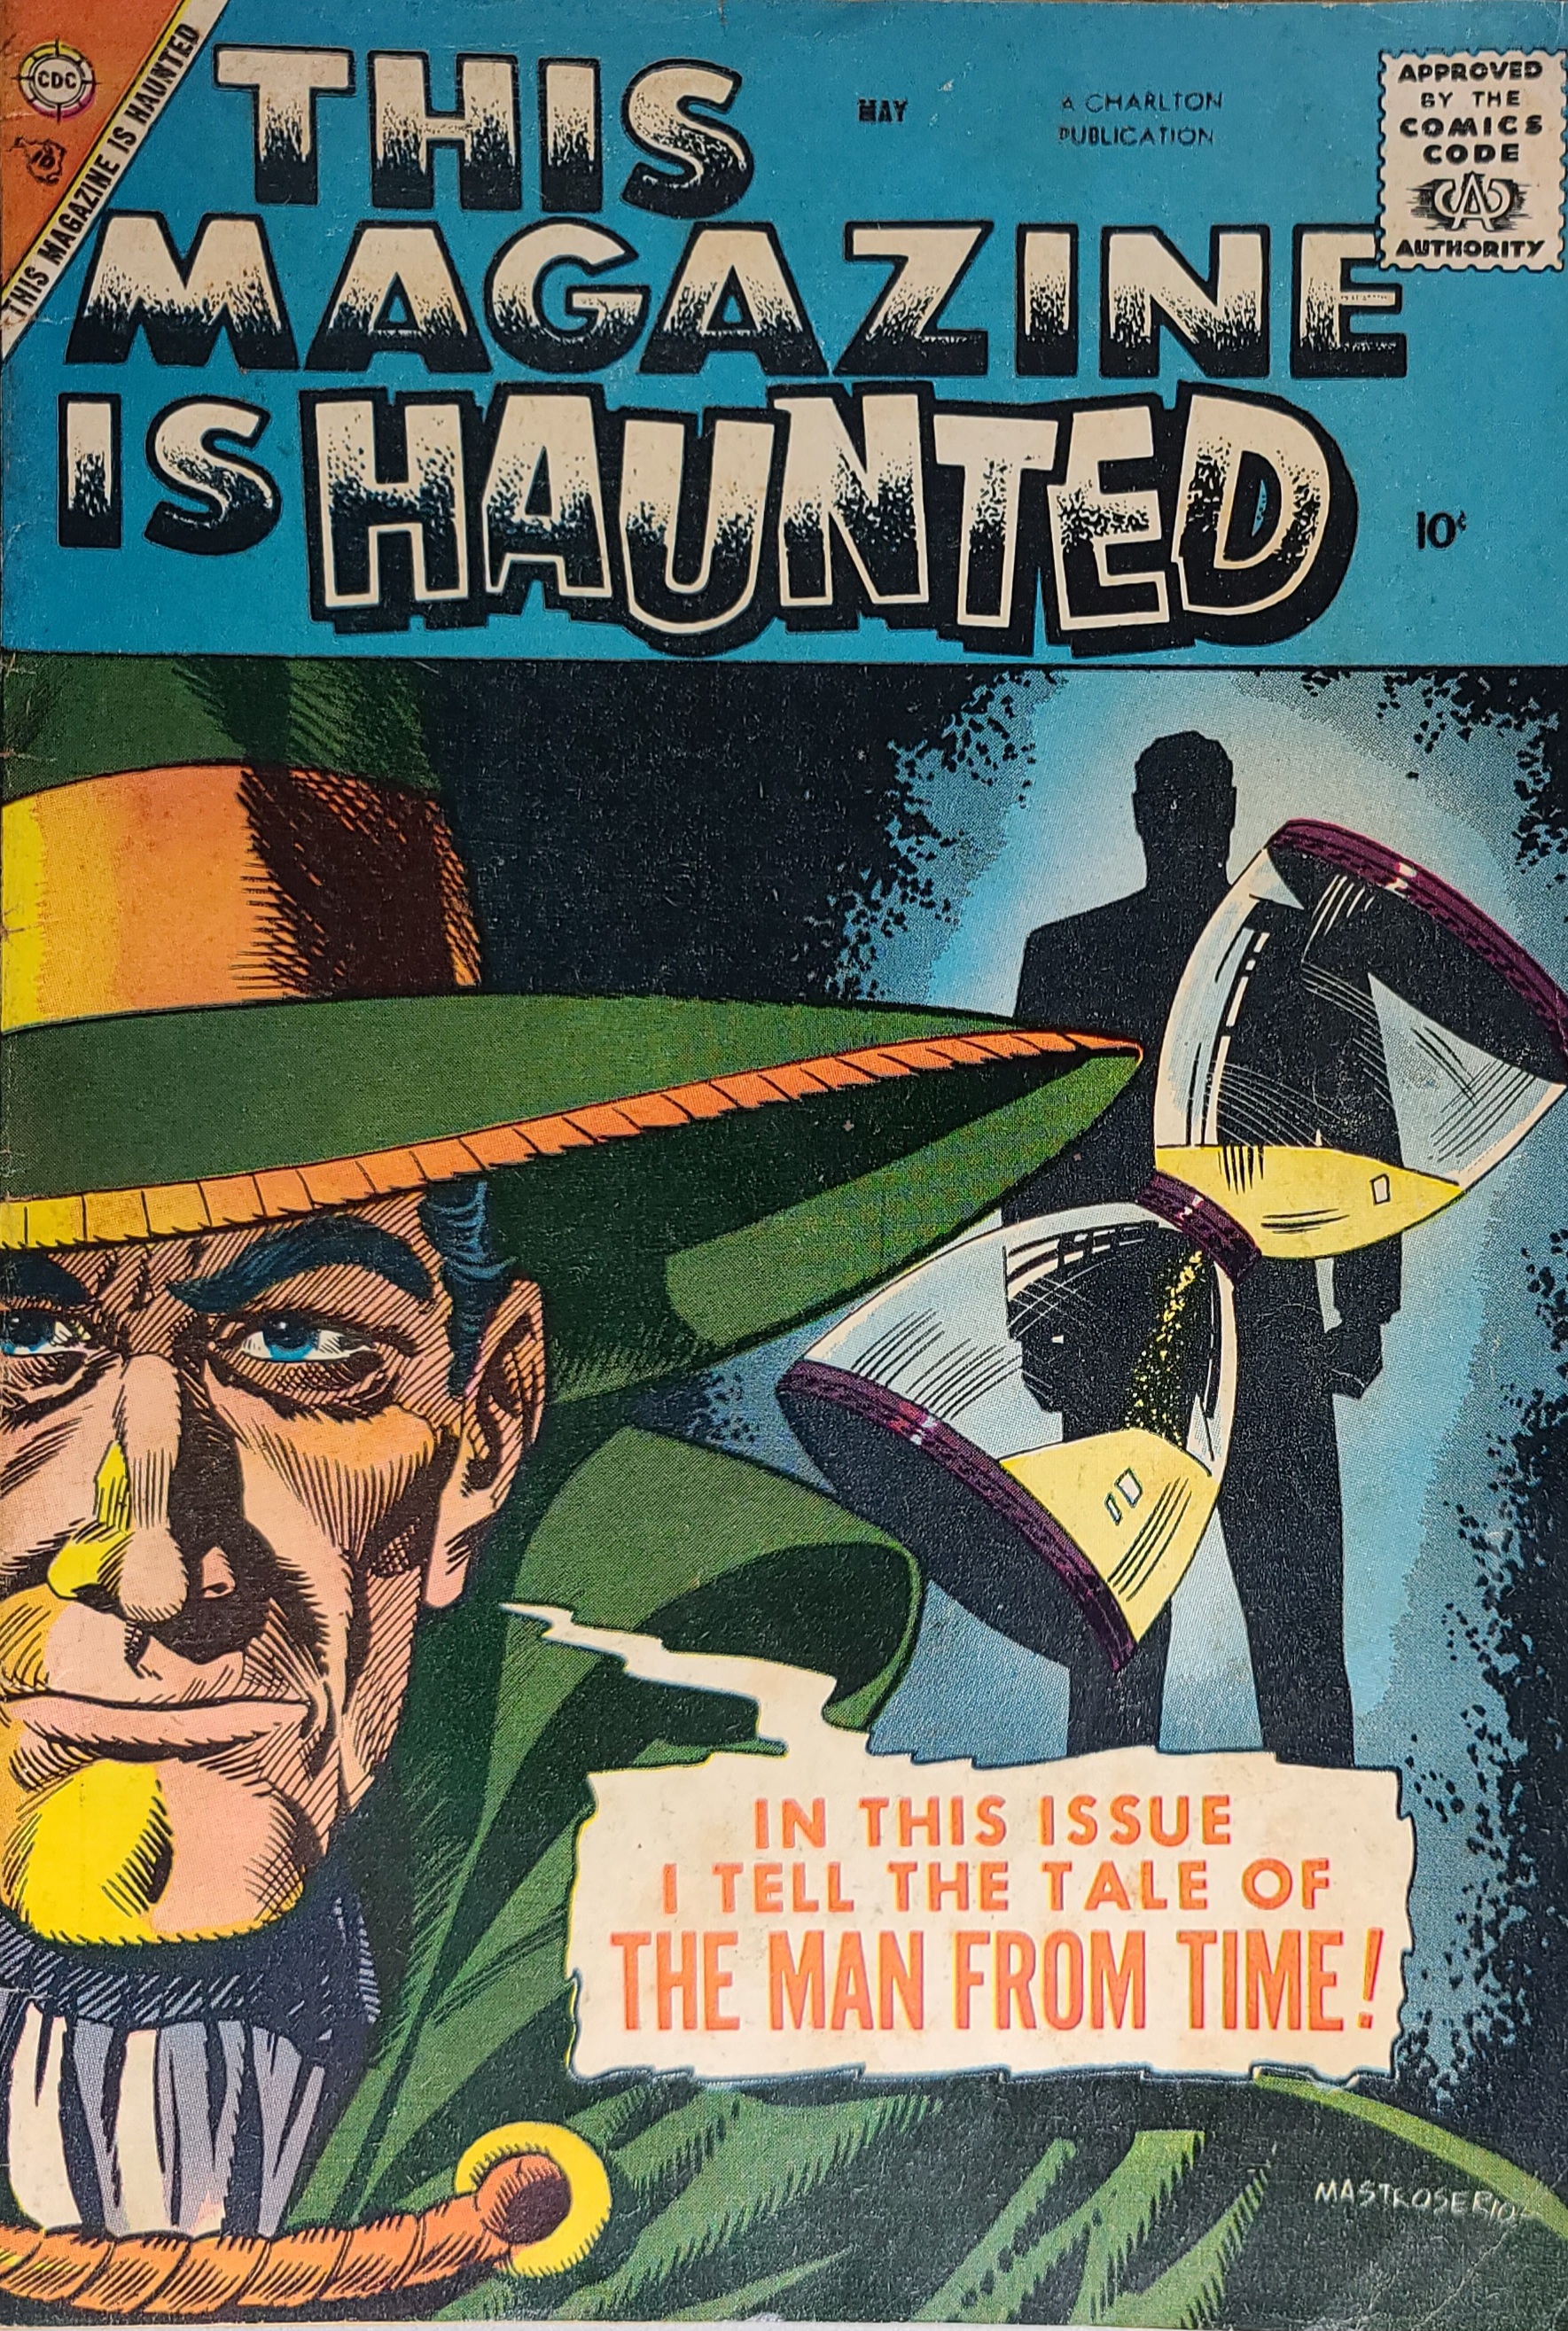 CDC
THIS MAGAZINE IS HAUNTED
THIS
MAGAZINE
IS HAUNTED
MAY
A CHARLTON
PUBLICATION
APPROVED
BY THE
COMICS
CODE
CA
AUTHORITY
10¢
IN THIS ISSUE
I TELL THE TALE OF
THE MAN FROM TIME!
MASTROSERIO